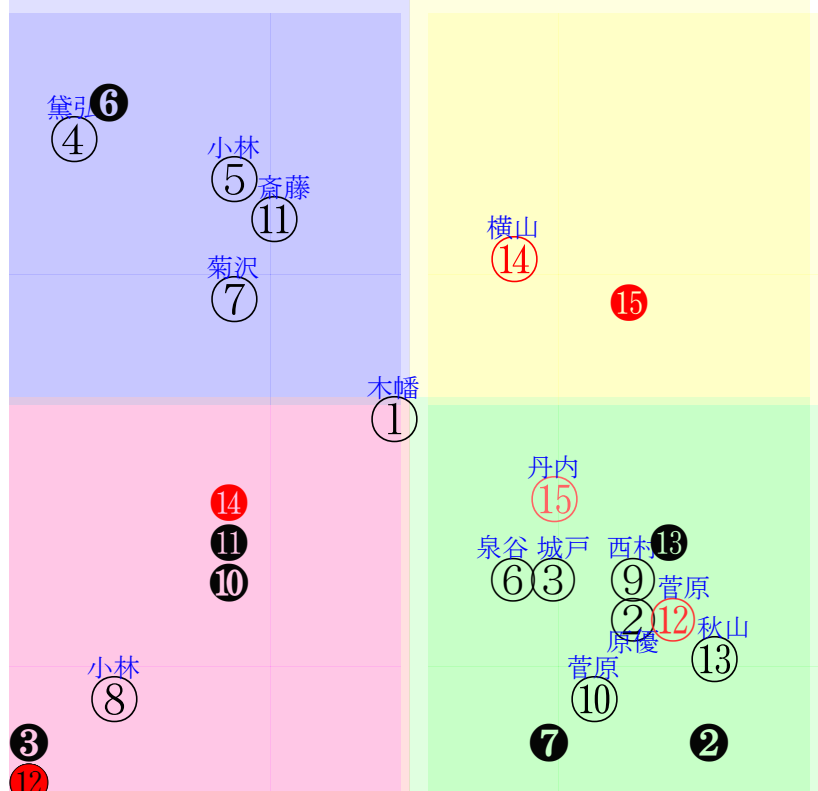 黛弘
❻
④
小林
⑤
斎藤
⑪
横山
⑭
菊沢
⑦
⓯
木幡
①
丹内
⑮
⓮
⓫
❿
泉谷
⑥
城戸
③
西村
⓭
⑨
菅原
⑫
②
原優
秋山
⑬
小林
⑧
菅原
⑩
❸
❼
❷
⓬